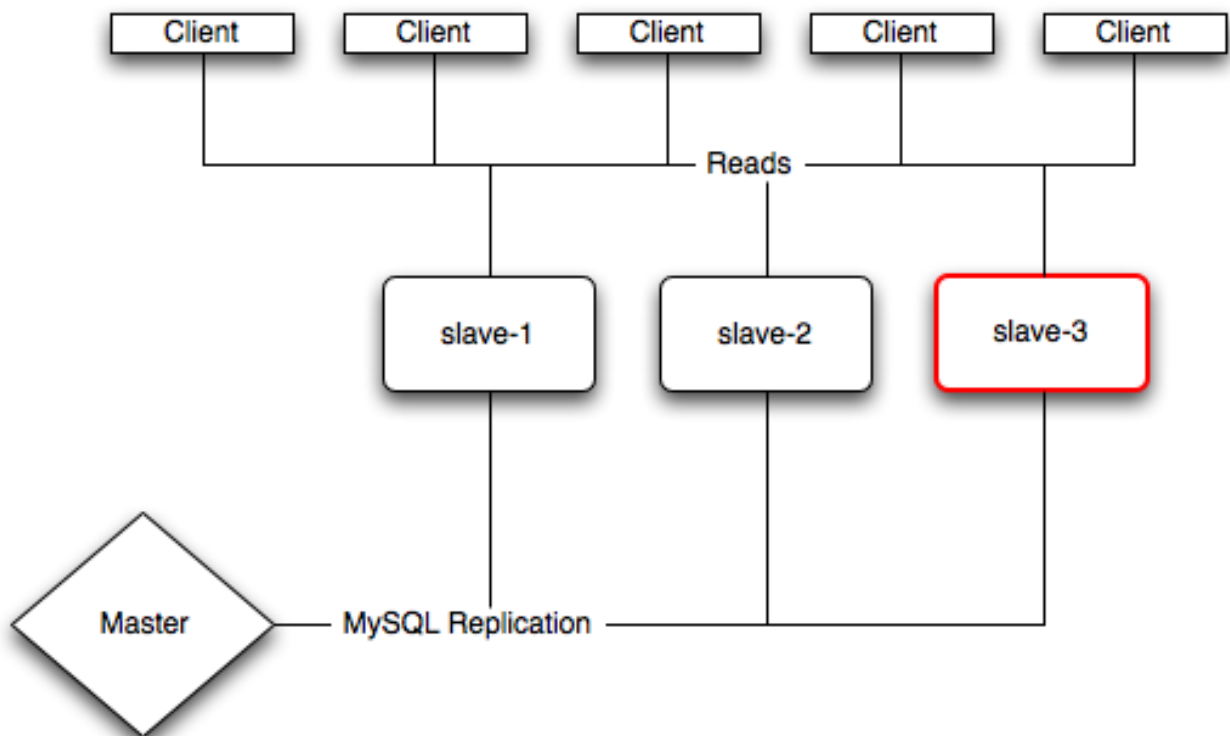 Client
Client
Client
Client
Client
Reads
slave-1
slave-2
slave-3
Master
MySQL Replication